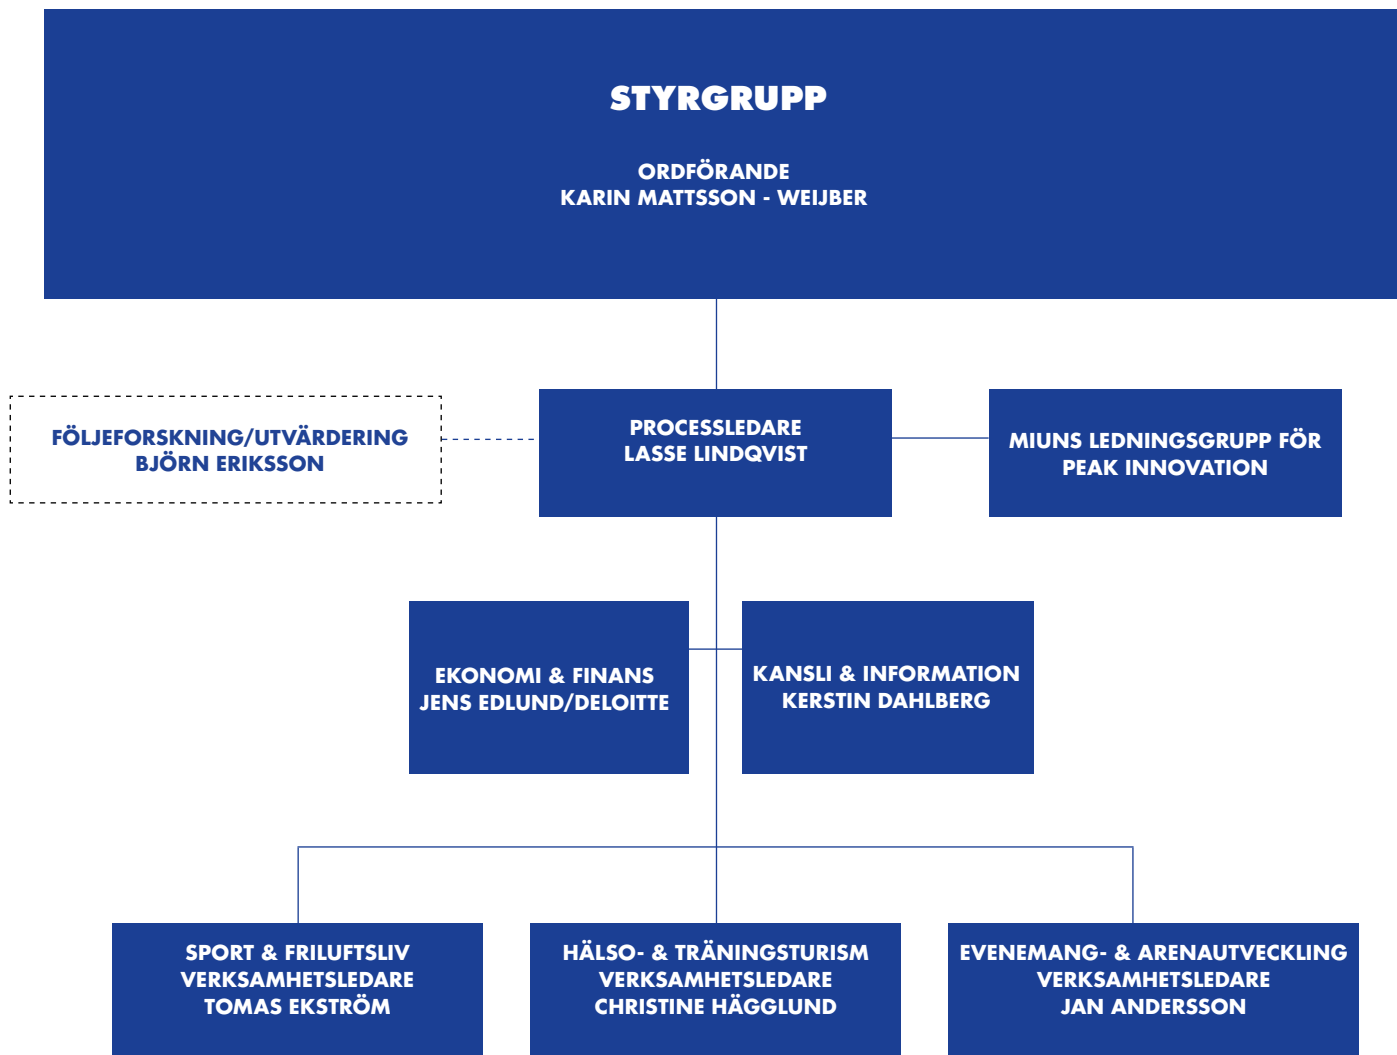 STYRGRUPP
ORDFÖRANDE
KARIN MATTSSON - WEIJBER
FÖLJEFORSKNING/UTVÄRDERING
BJÖRN ERIKSSON
PROCESSLEDARE
LASSE LINDQVIST
MIUNS LEDNINGSGRUPP FÖR
PEAK INNOVATION
EKONOMI & FINANS
JENS EDLUND/DELOITTE
KANSLI & INFORMATION
KERSTIN DAHLBERG
SPORT & FRILUFTSLIV
VERKSAMHETSLEDARE
TOMAS EKSTRÖM
HÄLSO- & TRÄNINGSTURISM
VERKSAMHETSLEDARE
CHRISTINE HÄGGLUND
EVENEMANG- & ARENAUTVECKLING
VERKSAMHETSLEDARE
JAN ANDERSSON